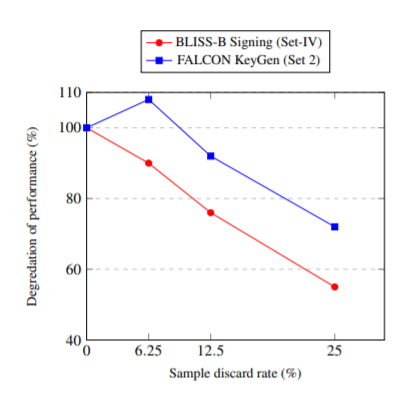 BLISS-B Signing (Set-IV)
FALCON KeyGen (Set 2)
110
100
80
60
40
0 6.25 12.5 25
Degredation of performance (%)
Sample discard rate (%)